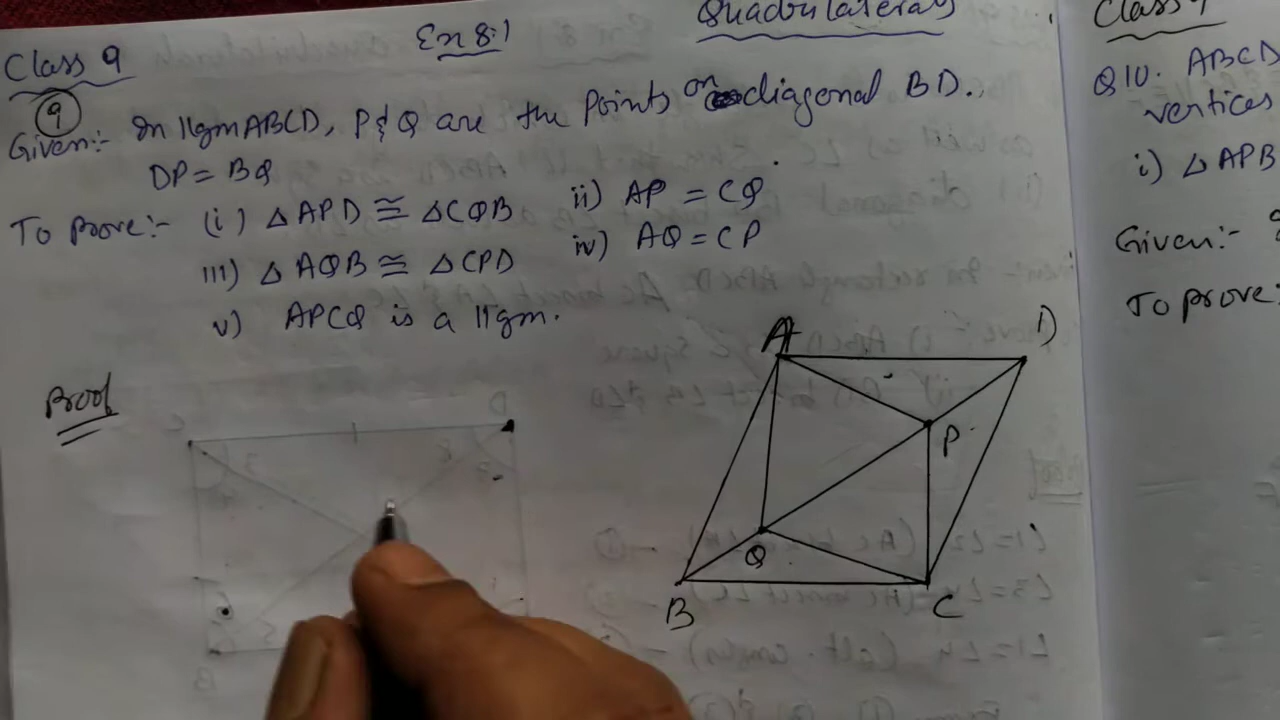 Quadrilaterals
Ex 8.1
Class 9
9
Given:- In ||gm ABCD, P & Q are the Points on diagonal BD.
DP = BQ
To Prove:- (i) △APD ≅ △CQB ii) AP = CQ
iii) △AQB ≅ △CPD iv) AQ = CP
v) APCQ is a ||gm.
Proof
A
D
P
Q
B
C
Class 9
Q10. ABCD
vertices
i) △APB
Given:-
To prove: